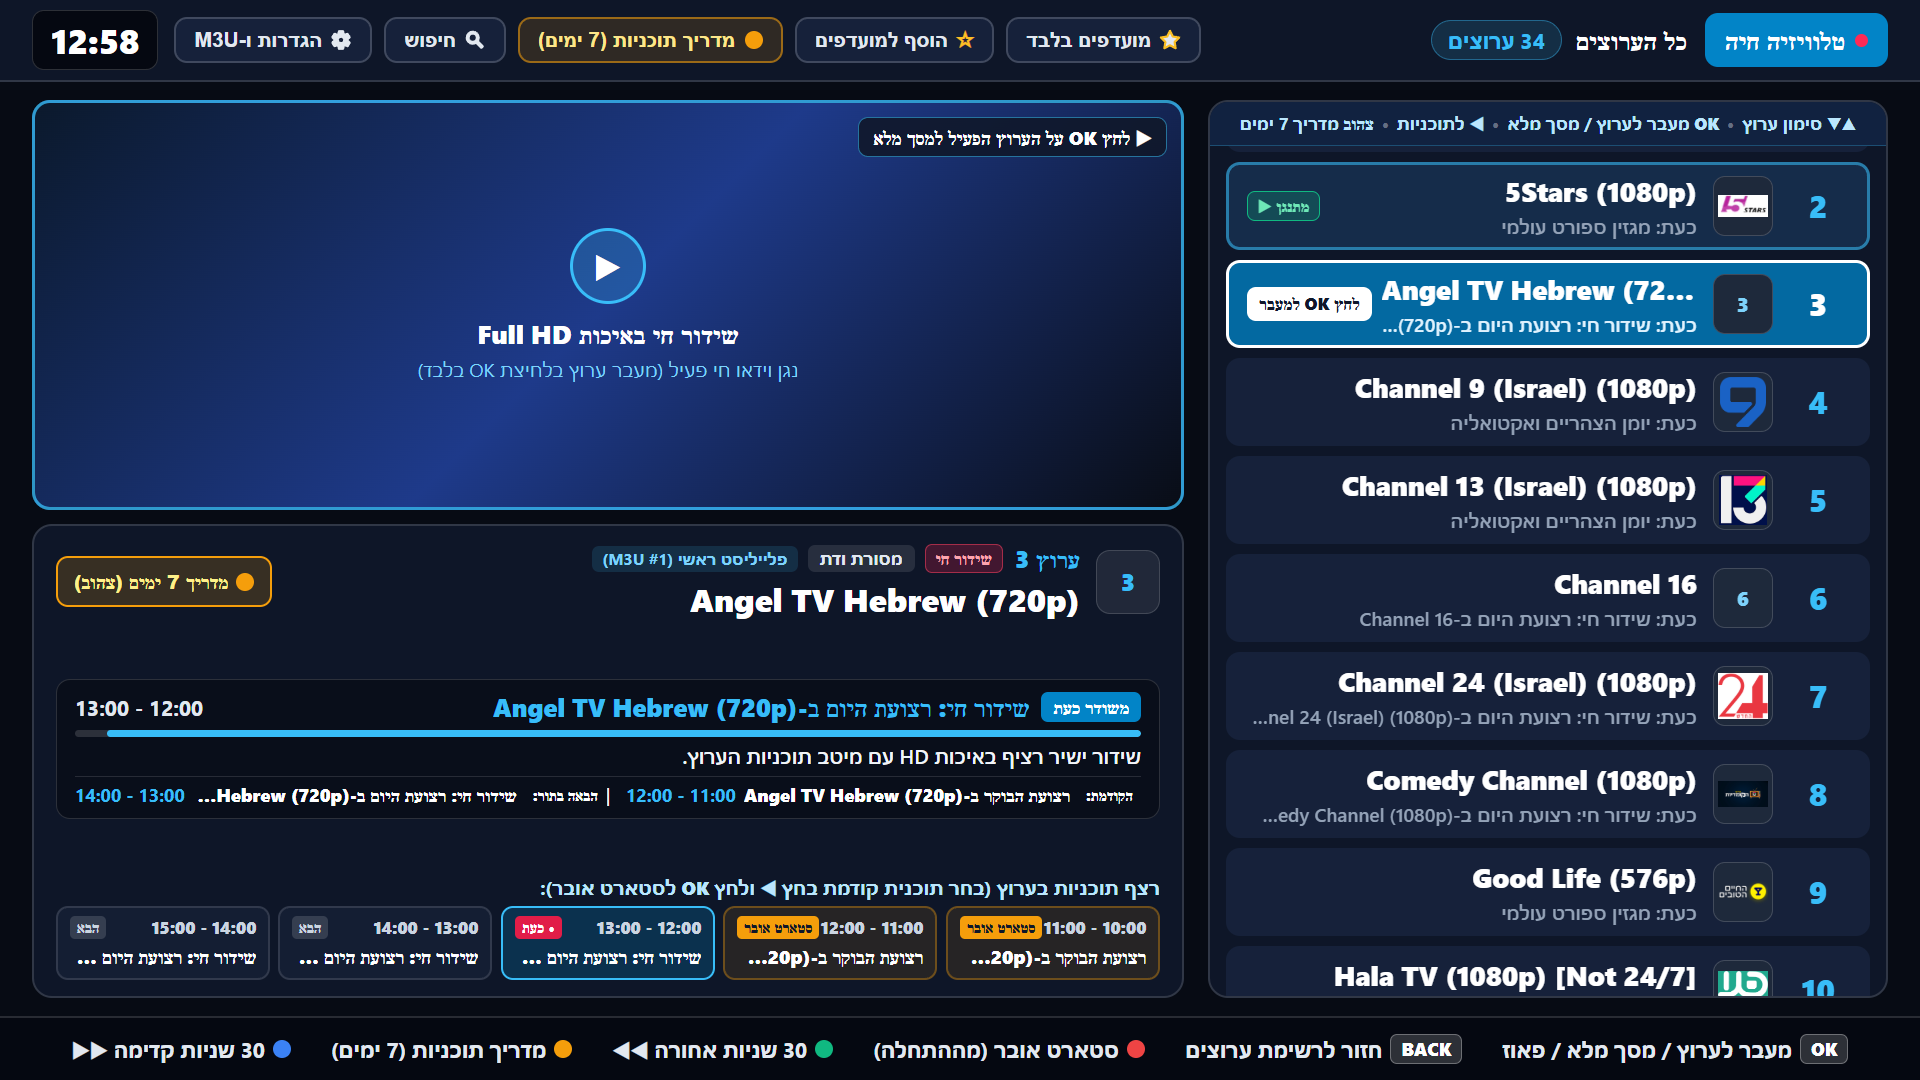 טלוויזיה חיה
כל הערוצים
34 ערוצים
מועדפים בלבד
הוסף למועדפים
מדריך תוכניות (7 ימים)
חיפוש
הגדרות ו-M3U
12:58
▲▼ סימון ערוץ • OK מעבר לערוץ / מסך מלא • ◀ לתוכניות • צהוב מדריך 7 ימים
2
5Stars (1080p)
כעת: מגזין ספורט עולמי
מתנגן ▶
3
3
Angel TV Hebrew (72...
כעת: שידור חי: רצועת היום ב-(720p)...
לחץ OK למעבר
4
Channel 9 (Israel) (1080p)
כעת: יומן הצהריים ואקטואליה
5
Channel 13 (Israel) (1080p)
כעת: יומן הצהריים ואקטואליה
6
6
Channel 16
כעת: שידור חי: רצועת היום ב-Channel 16
7
Channel 24 (Israel) (1080p)
כעת: שידור חי: רצועת היום ב-nel 24 (Israel) (1080p)...
8
Comedy Channel (1080p)
כעת: שידור חי: רצועת היום ב-edy Channel (1080p)...
9
החיים הטובים
Good Life (576p)
כעת: מגזין ספורט עולמי
10
Hala TV (1080p) [Not 24/7]
▶ לחץ OK על הערוץ הפעיל למסך מלא
שידור חי באיכות Full HD
נגן וידאו חי פעיל (מעבר ערוץ בלחיצת OK בלבד)
3
ערוץ 3
שידור חי
מסורת ודת
פלייליסט ראשי (M3U #1)
Angel TV Hebrew (720p)
מדריך 7 ימים (צהוב)
משודר כעת
שידור חי: רצועת היום ב-Angel TV Hebrew (720p)
12:00 - 13:00
שידור ישיר רציף באיכות HD עם מיטב תוכניות הערוץ.
הקודמת: רצועת הבוקר ב-Angel TV Hebrew (720p) 11:00 - 12:00 | הבאה בתור: שידור חי: רצועת היום ב-Hebrew (720p)... 13:00 - 14:00
רצף תוכניות בערוץ (בחר תוכנית קודמת בחץ ◀ ולחץ OK לסטארט אובר):
10:00 - 11:00 סטארט אובר
רצועת הבוקר ב-(20p)...
11:00 - 12:00 סטארט אובר
רצועת הבוקר ב-(20p)...
12:00 - 13:00 • כעת
שידור חי: רצועת היום ...
13:00 - 14:00 הבא
שידור חי: רצועת היום ...
14:00 - 15:00 הבא
שידור חי: רצועת היום ...
OK מעבר לערוץ / מסך מלא / פאוז
BACK חזור לרשימת ערוצים
סטארט אובר (מההתחלה)
30 שניות אחורה ◀◀
מדריך תוכניות (7 ימים)
30 שניות קדימה ▶▶